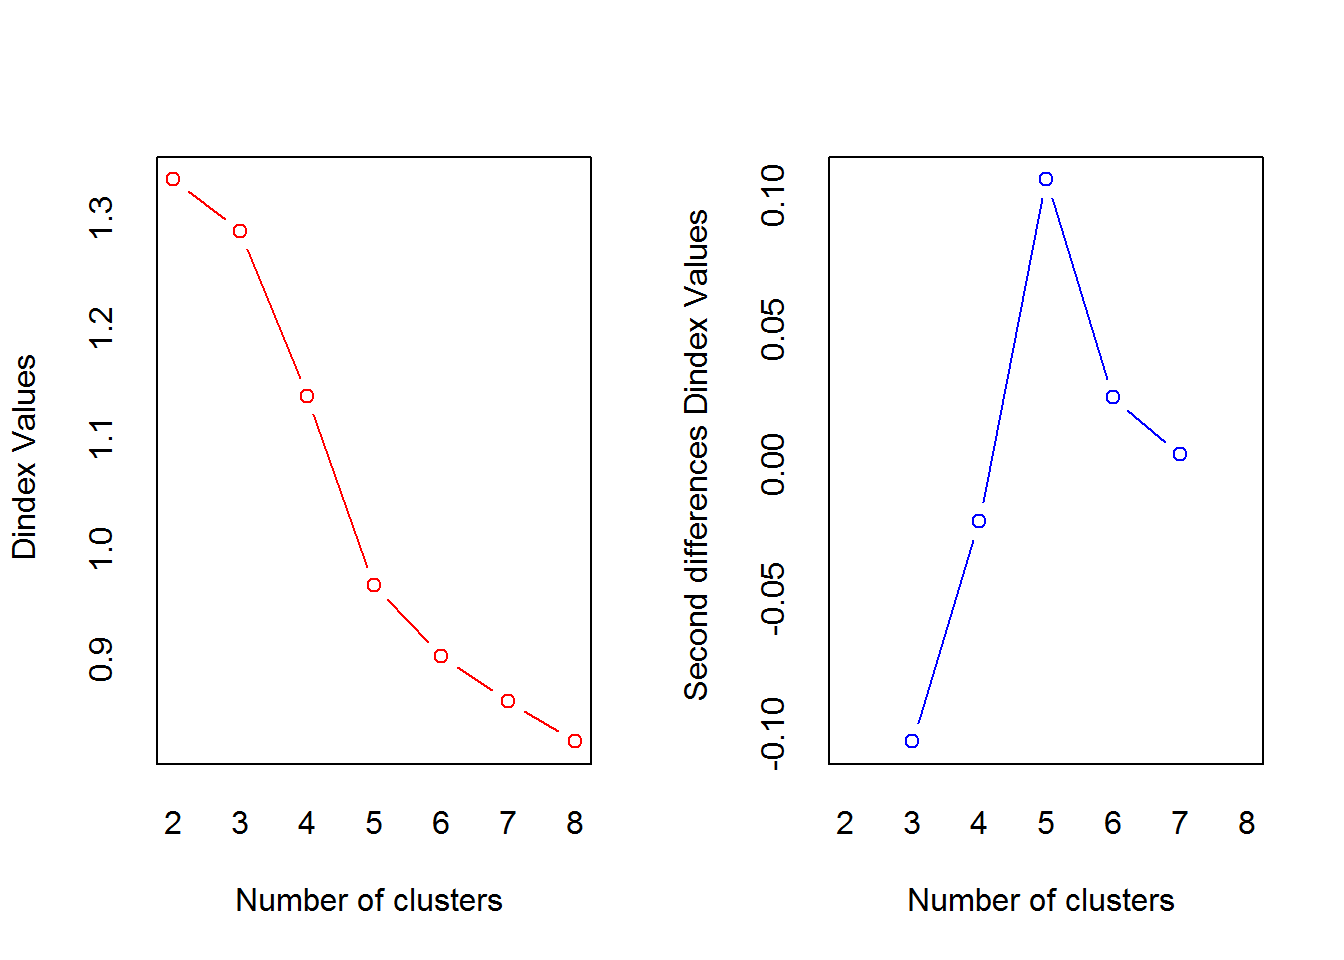 Dindex Values
1.3
1.2
1.1
1.0
0.9
2 3 4 5 6 7 8
Number of clusters
Second differences Dindex Values
0.10
0.05
0.00
-0.05
-0.10
2 3 4 5 6 7 8
Number of clusters